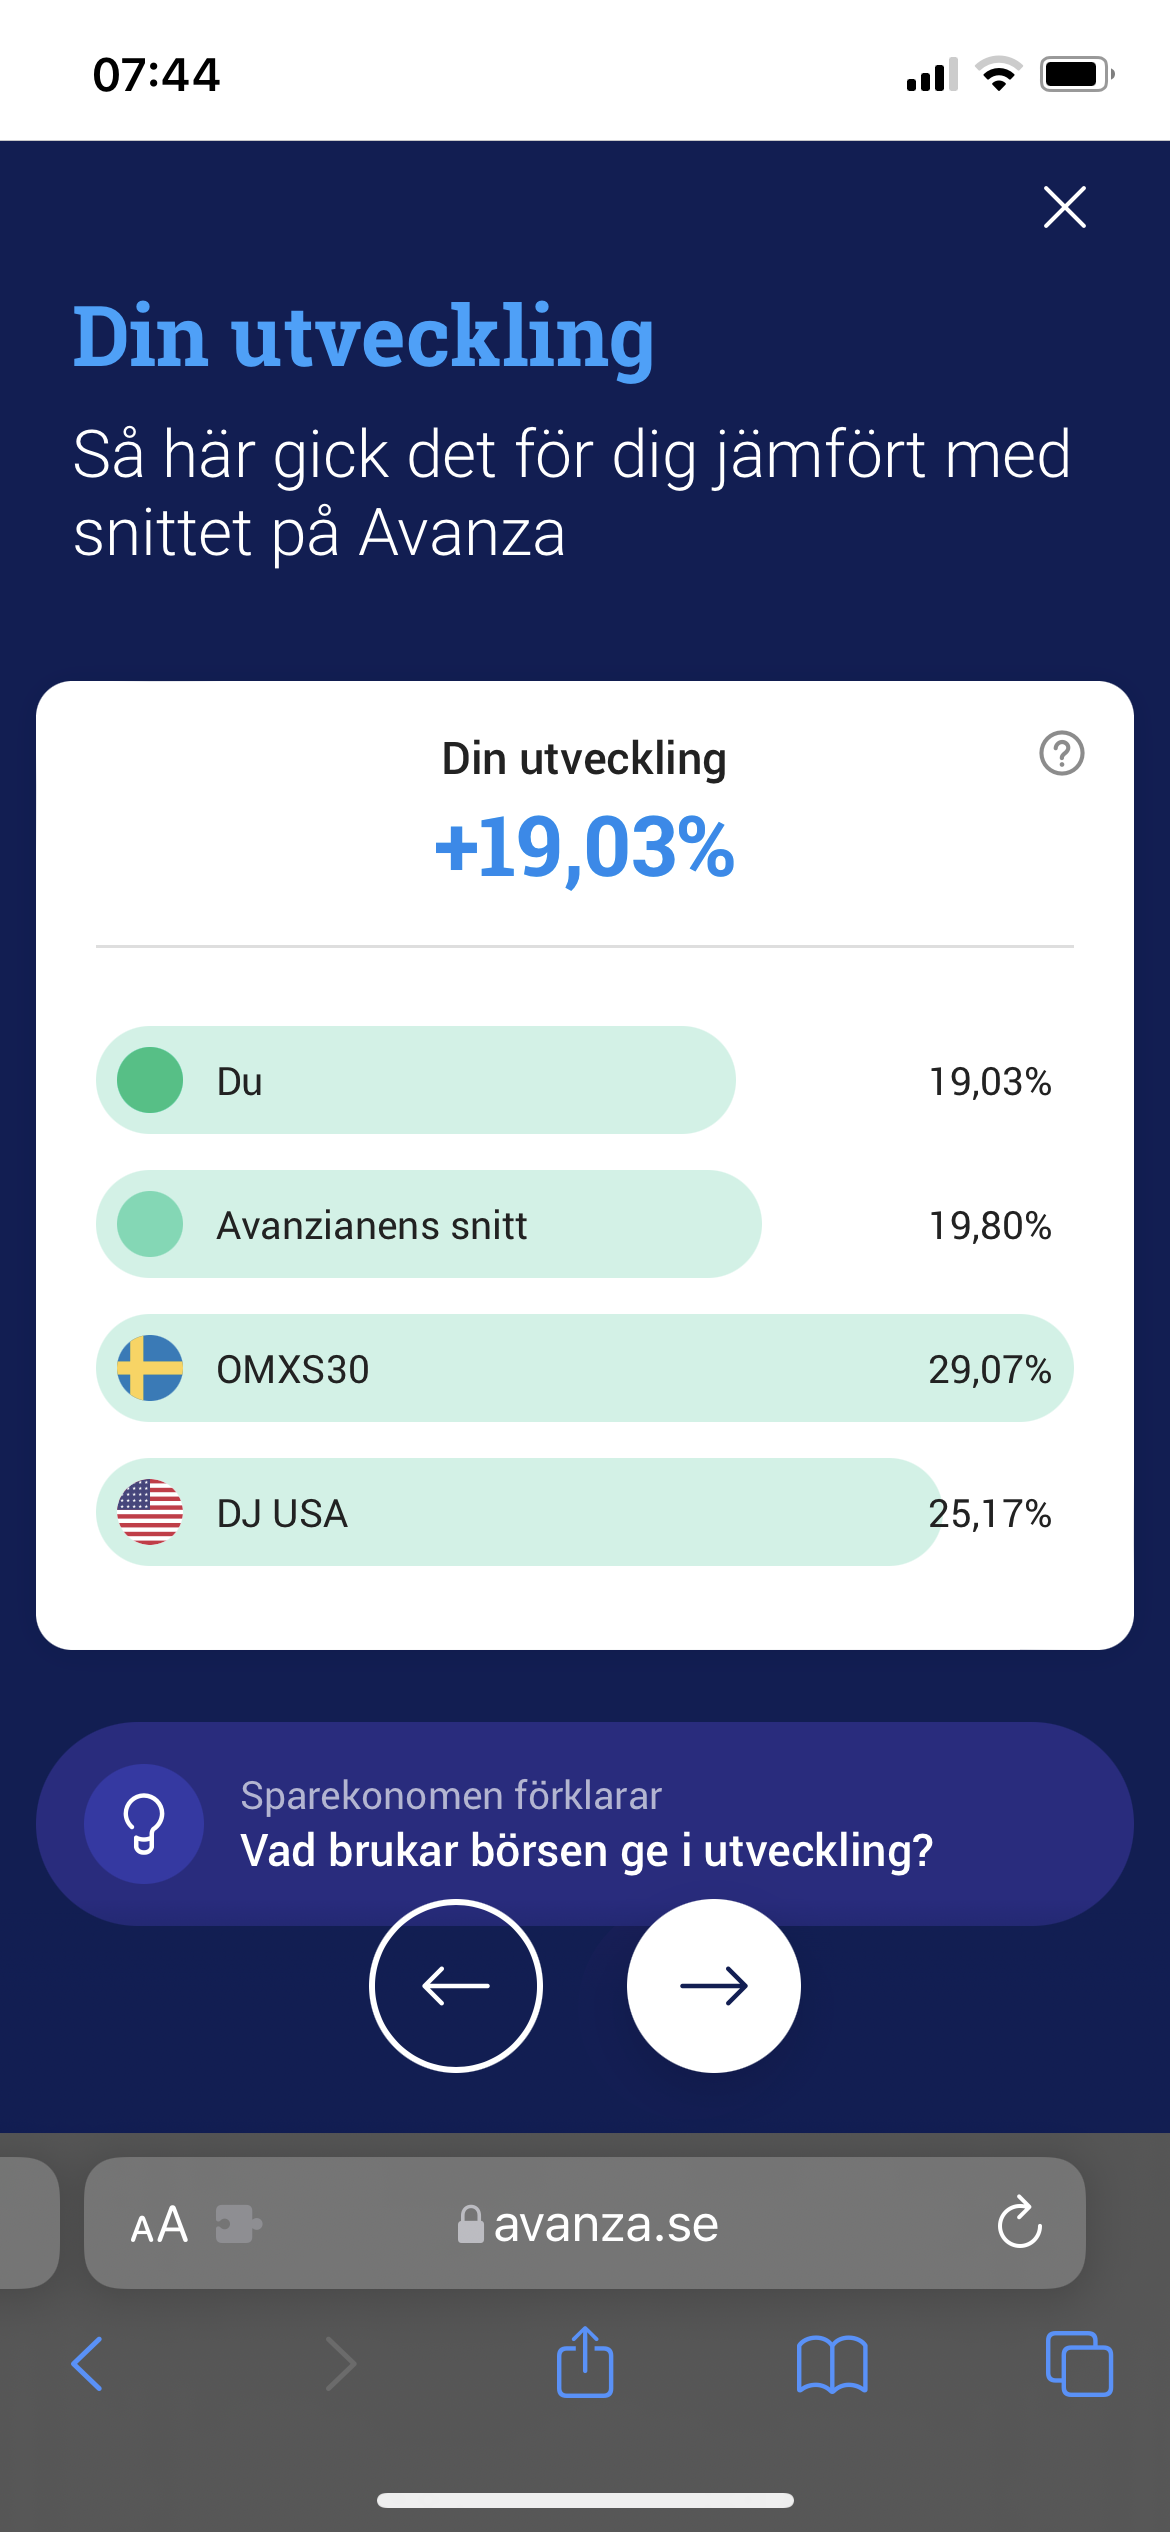 07:44
Din utveckling
Så här gick det för dig jämfört med
snittet på Avanza
Din utveckling
+19,03%
Du 19,03%
Avanzianens snitt 19,80%
OMXS30 29,07%
DJ USA 25,17%
Sparekonomen förklarar
Vad brukar börsen ge i utveckling?
AA avanza.se